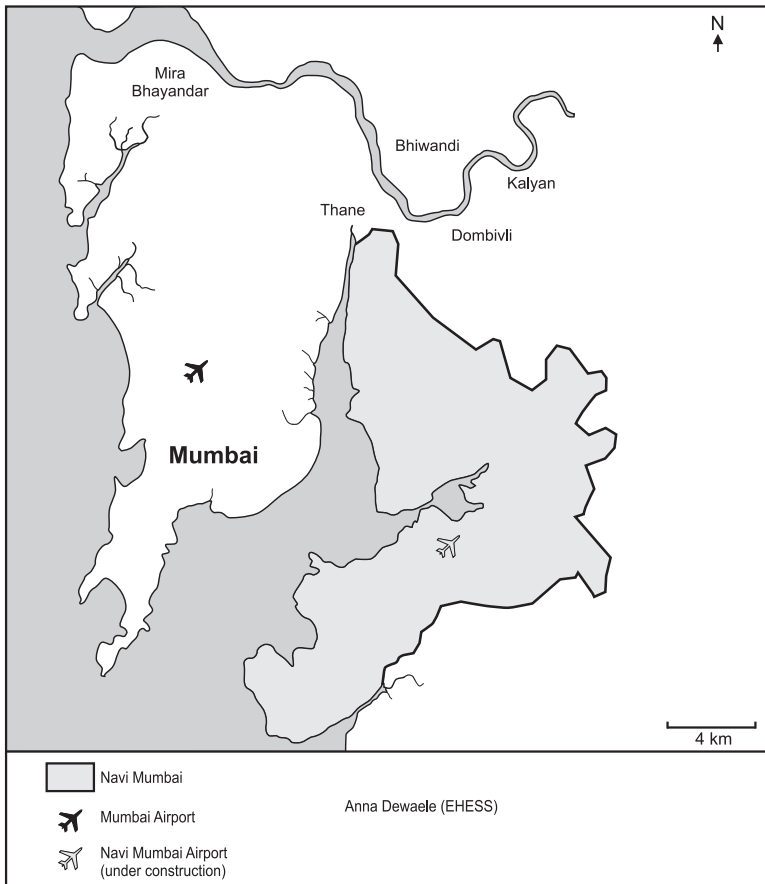 N
Mira
Bhayandar
Bhiwandi
Kalyan
Thane
Dombivli
Mumbai
4 km
Navi Mumbai
Mumbai Airport
Anna Dewaele (EHESS)
Navi Mumbai Airport
(under construction)